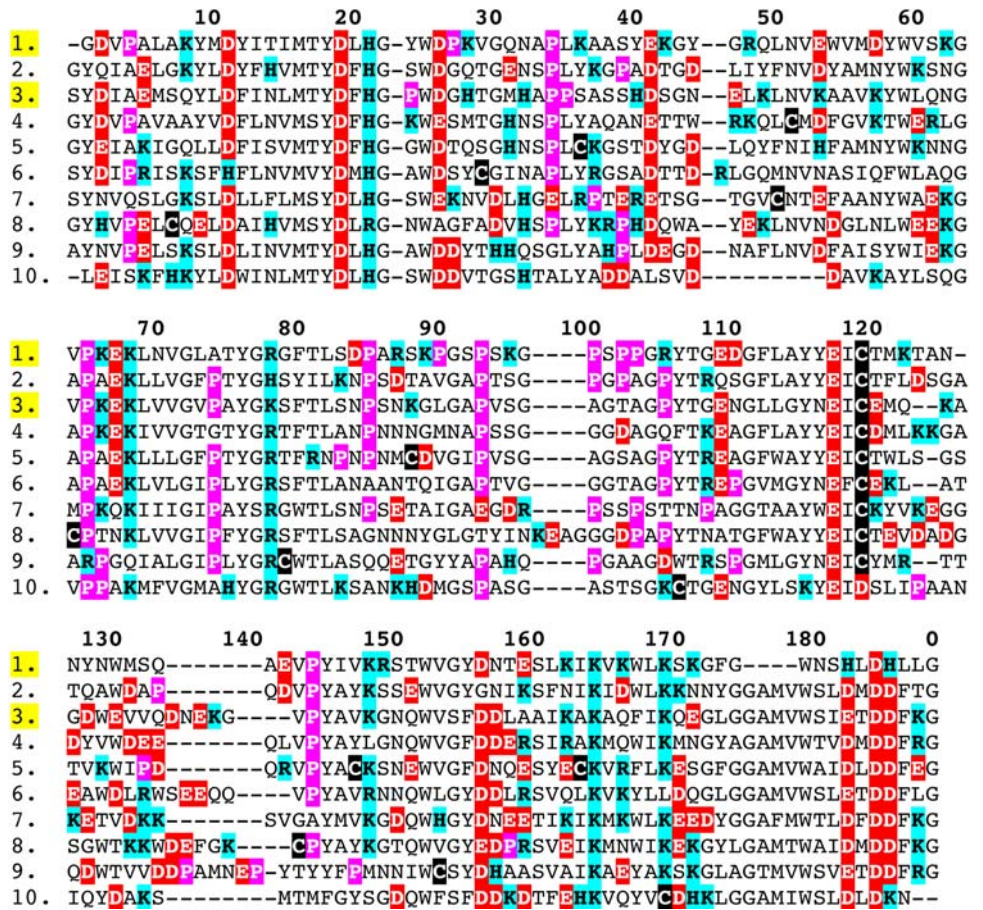 10 20 30 40 50 60
1. -GDVPALAKYMDYITIMTYDLHG-YWDPKVGQNAPLKAASYEKGY--GRQLNVEWVMDYWVSKG
2. GYQIAELGKYLDYFHVMTYDFHG-SWDGQTGENSPLYKGPADTGD--LIYFNVDYAMNYWKSNG
3. SYDIAEMSQYLDFINLMTYDFHG-PWDGHTGMHAPPSASSHDSGN--ELKLNVKAAVKYWLQNG
4. GYDVPAVAAYVDFLNVMSYDFHG-KWESMTGHNSPLYAQANETTW--RKQLCMDFGVKTWERLG
5. GYEIAKIGQLLDFISVMTYDFHG-GWDTQSGHNSPLCKGSTDYGD--LQYFNIHFAMNYWKNNG
6. SYDIPRISKSFHFLNVMVYDMHG-AWDSYCGINAPLYRGSADTTD-RLGQMNVNASIQFWLAQG
7. SYNVQSLGKSLDLLFLMSYDLHG-SWEKNVDLHGELRPTERETSG--TGVCNTEFAANYWAEKG
8. GYHVPELCQELDAIHVMSYDLRG-NWAGFADVHSPLYKRPHDQWA--YEKLNVNDGLNLWEEKG
9. AYNVPELSKSLDLINVMTYDLHG-AWDDYTHHQSGLYAHPLDEGD--NAFLNVDFAISYWIEKG
10. -LEISKFHKYLDWINLMTYDLHG-SWDDVTGSHTALYADDALSVD---------DAVKAYLSQG
70 80 90 100 110 120
1. VPKEKLNVGLATYGRGFTLSDPARSKPGSPSKG----PSPPGRYTGEDGFLAYYEICTMKTAN-
2. APAEKLLVGFPTYGHSYILKNPSDTAVGAPTSG----PGPAGPYTRQSGFLAYYEICTFLDSGA
3. VPKEKLVVGVPAYGKSFTLSNPSNKGLGAPVSG----AGTAGPYTGENGLLGYNEICEMQ--KA
4. APKEKIVVGTGTYGRTFTLANPNNNGMNAPSSG----GGDAGQFTKEAGFLAYYEICDMLKKGA
5. APAEKLLLGFPTYGRTFRNPNPNMCDVGIPVSG----AGSAGPYTREAGFWAYYEICTWLS-GS
6. APAEKLVLGIPLYGRSFTLANAANTQIGAPTVG----GGTAGPYTREPGVMGYNEFCEKL--AT
7. MPKQKIIIGIPAYSRGWTLSNPSETAIGAEGDR----PSSPSTTNPAGGTAAYWEICKYVKEGG
8. CPTNKLVVGIPFYGRSFTLSAGNNNYGLGTYINKEAGGGDPAPYTNATGFWAYYEICTEVDADG
9. ARPGQIALGIPLYGRCWTLASQQETGYYAPAHQ----PGAAGDWTRSPGMLGYNEICYMR--TT
10. VPPAKMFVGMAHYGRGWTLKSANKHDMGSPASG----ASTSGKCTGENGYLSKYEIDSLIPAAN
130 140 150 160 170 180 0
1. NYNWMSQ-------AEVPYIVKRSTWVGYDNTESLKIKVKWLKSKGFG----WNSHLDHLLG
2. TQAWDAP-------QDVPYAYKSSEWVGYGNIKSFNIKIDWLKKNNYGGAMVWSLDMDDFTG
3. GDWEVVQDNEKG----VPYAVKGNQWVSFDDLAAIKAKAQFIKQEGLGGAMVWSIETDDFKG
4. DYVWDEE-------QLVPYAYLGNQWVGFDDERSIRAKMQWIKMNGYAGAMVWTVDMDDFRG
5. TVKWIPD-------QRVPYACKSNEWVGFDNQESYECKVRFLKESGFGGAMVWAIDLDDFEG
6. EAWDLRWSEEQQ----VPYAVRNNQWLGYDDLRSVQLKVKYLLDQGLGGAMVWSLETDDFLG
7. KETVDKK-------SVGAYMVKGDQWHGYDNEETIKIKMKWLKEEDYGGAFMWTLDFDDFKG
8. SGWTKKWDEFGK----CPYAYKGTQWVGYEDPRSVEIKMNWIKEKGYLGAMTWAIDMDDFKG
9. QDWTVVDDPAMNEP-YTYYFPMNNIWCSYDHAASVAIKAEYAKSKGLAGTMVWSVETDDFRG
10. IQYDAKS-------MTMFGYSGDQWFSFDDKDTFEHKVQYVCDHKLGGAMIWSLDLDKN--